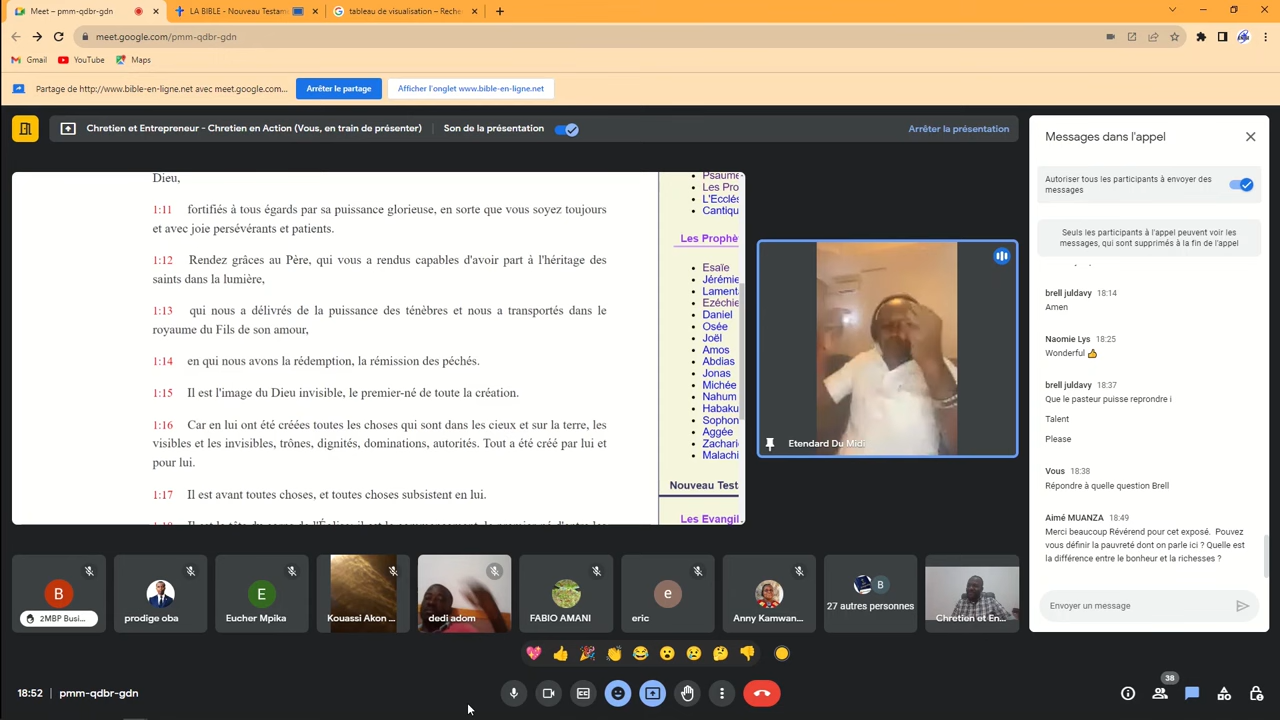 Meet – pmm-qdbr-gdn
LA BIBLE - Nouveau Testam
tableau de visualisation – Reche
meet.google.com/pmm-qdbr-gdn
Gmail
YouTube
Maps
Partage de http://www.bible-en-ligne.net avec meet.google.com...
Arrêter le partage
Afficher l'onglet www.bible-en-ligne.net
Chretien et Entrepreneur - Chretien en Action (Vous, en train de présenter)
Son de la présentation
Arrêter la présentation
Dieu,
1:11 fortifiés à tous égards par sa puissance glorieuse, en sorte que vous soyez toujours
et avec joie persévérants et patients.
1:12 Rendez grâces au Père, qui vous a rendus capables d'avoir part à l'héritage des
saints dans la lumière,
1:13 qui nous a délivrés de la puissance des ténèbres et nous a transportés dans le
royaume du Fils de son amour,
1:14 en qui nous avons la rédemption, la rémission des péchés.
1:15 Il est l'image du Dieu invisible, le premier-né de toute la création.
1:16 Car en lui ont été créées toutes les choses qui sont dans les cieux et sur la terre, les
visibles et les invisibles, trônes, dignités, dominations, autorités. Tout a été créé par lui et
pour lui.
1:17 Il est avant toutes choses, et toutes choses subsistent en lui.
Psaume
Les Pro
L'Ecclés
Cantiqu
Les Prophè
Esaïe
Jérémie
Lament
Ezéchie
Daniel
Osée
Joël
Amos
Abdias
Jonas
Michée
Nahum
Habaku
Sophon
Aggée
Zachari
Malachi
Nouveau Test
Les Evangil
Etendard Du Midi
B
2MBP Busi...
prodige oba
E
Eucher Mpika
Kouassi Akon ...
dedi adom
FABIO AMANI
e
eric
Anny Kamwan...
B
27 autres personnes
Chretien et En...
Messages dans l'appel
Autoriser tous les participants à envoyer des
messages
Seuls les participants à l'appel peuvent voir les
messages, qui sont supprimés à la fin de l'appel
brell juldavy 18:14
Amen
Naomie Lys 18:25
Wonderful 👍
brell juldavy 18:37
Que le pasteur puisse reprondre i
Talent
Please
Vous 18:38
Répondre à quelle question Brell
Aimé MUANZA 18:49
Merci beaucoup Révérend pour cet exposé. Pouvez
vous définir la pauvreté dont on parle ici ? Quelle est
la différence entre le bonheur et la richesses ?
Envoyer un message
18:52 | pmm-qdbr-gdn
38